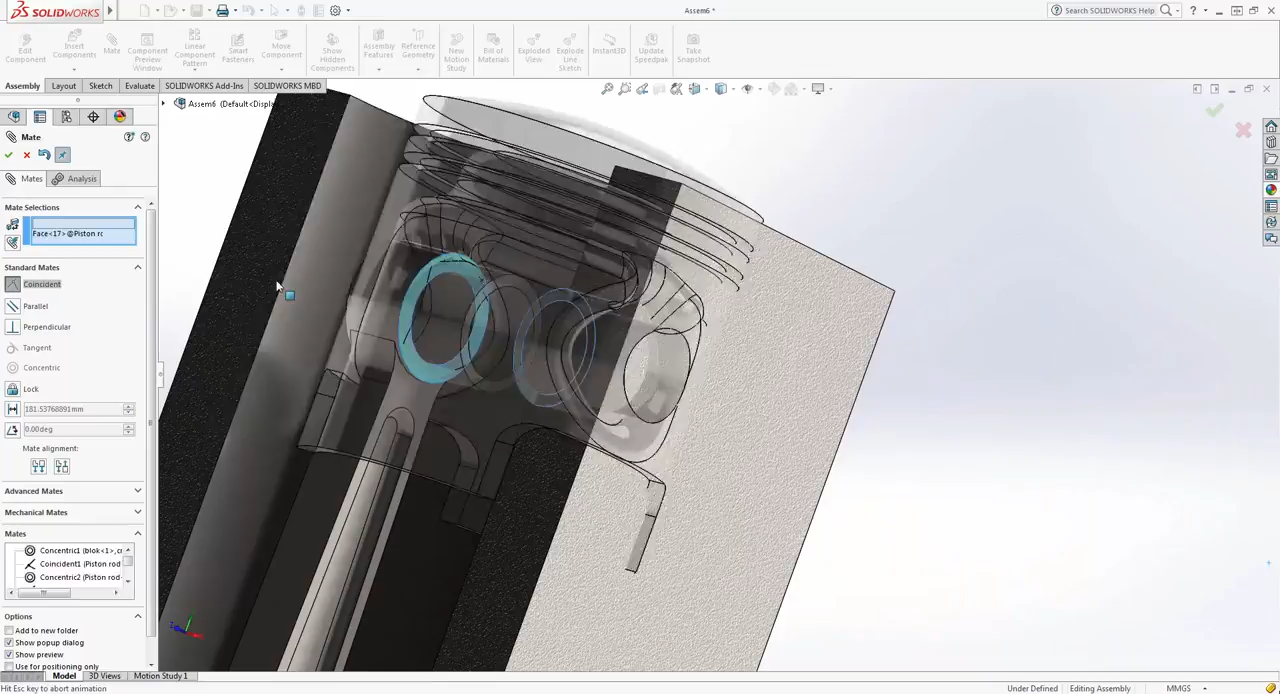 SOLIDWORKS
Assem6 *
Search SOLIDWORKS Help
Edit Component
Insert Components
Mate
Component Preview Window
Linear Component Pattern
Smart Fasteners
Move Component
Show Hidden Components
Assembly Features
Reference Geometry
New Motion Study
Bill of Materials
Exploded View
Explode Line Sketch
Instant3D
Update Speedpak
Take Snapshot
Assembly Layout Sketch Evaluate SOLIDWORKS Add-Ins SOLIDWORKS MBD
Assem6 (Default<Displa
Mate
Mates Analysis
Mate Selections
Face<17>@Piston rc
Standard Mates
Coincident
Parallel
Perpendicular
Tangent
Concentric
Lock
181.53768891mm
0.00deg
Mate alignment:
Advanced Mates
Mechanical Mates
Mates
Concentric1 (blok<1>,cr
Coincident1 (Piston rod
Concentric2 (Piston rod
Options
Add to new folder
Show popup dialog
Show preview
Use for positioning only
Model 3D Views Motion Study 1
Hit Esc key to abort animation
Under Defined Editing Assembly MMGS